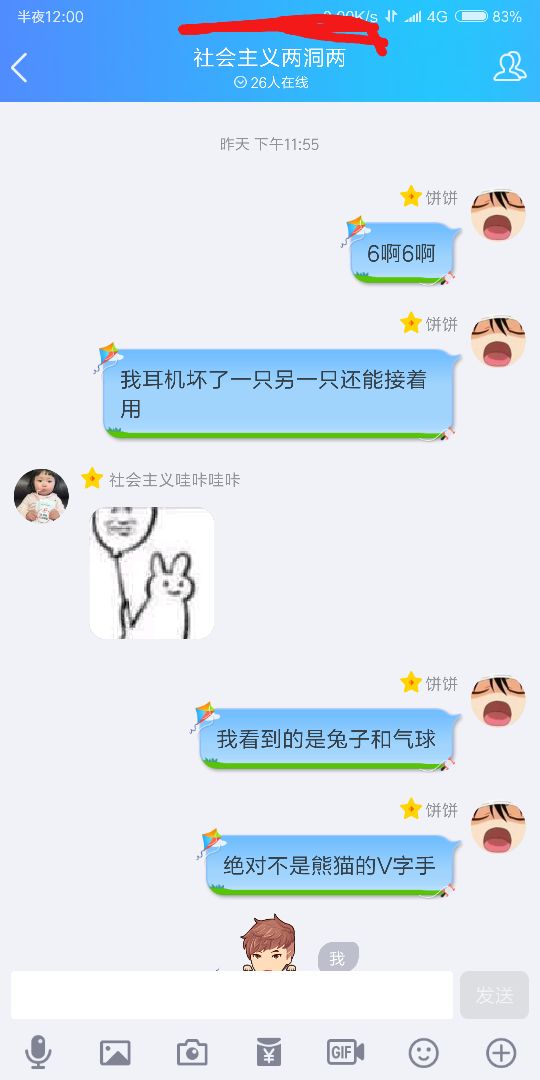 半夜12:00
4G 83%
社会主义两洞两
26人在线
昨天 下午11:55
饼饼
6啊6啊
饼饼
我耳机坏了一只另一只还能接着
用
社会主义哇咔哇咔
饼饼
我看到的是兔子和气球
饼饼
绝对不是熊猫的V字手
我
发送
¥
GIF